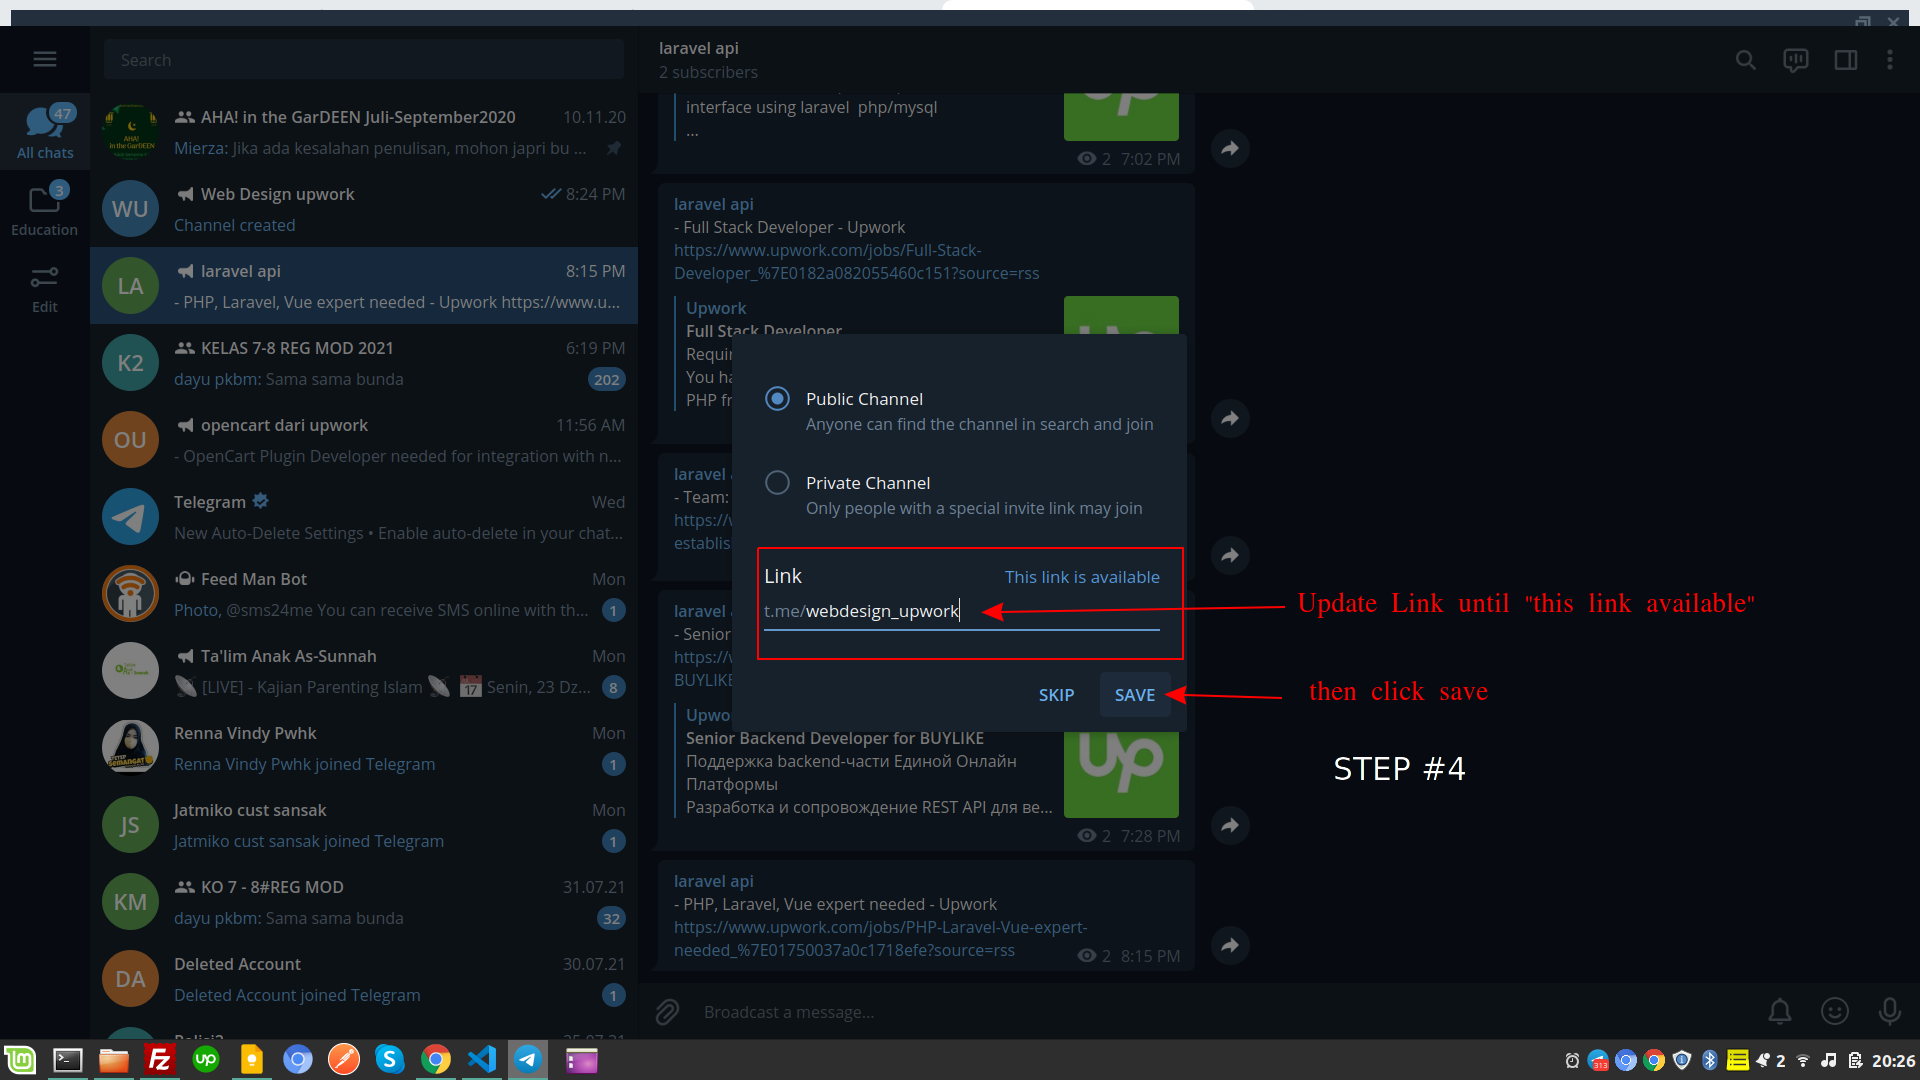 Search
47
All chats
3
Education
Edit
AHA! in the GarDEEN Juli-September2020 10.11.20
Mierza: Jika ada kesalahan penulisan, mohon japri bu ...
WU
Web Design upwork 8:24 PM
Channel created
LA
laravel api 8:15 PM
- PHP, Laravel, Vue expert needed - Upwork https://www.u...
K2
KELAS 7-8 REG MOD 2021 6:19 PM
dayu pkbm: Sama sama bunda 202
OU
opencart dari upwork 11:56 AM
- OpenCart Plugin Developer needed for integration with n...
Telegram Wed
New Auto-Delete Settings • Enable auto-delete in your chat...
Feed Man Bot Mon
Photo, @sms24me You can receive SMS online with th... 1
Ta'lim Anak As-Sunnah Mon
[LIVE] - Kajian Parenting Islam 17 Senin, 23 Dz... 8
Renna Vindy Pwhk Mon
Renna Vindy Pwhk joined Telegram 1
JS
Jatmiko cust sansak Mon
Jatmiko cust sansak joined Telegram 1
KM
KO 7 - 8#REG MOD 31.07.21
dayu pkbm: Sama sama bunda 32
DA
Deleted Account 30.07.21
Deleted Account joined Telegram 1
laravel api
2 subscribers
interface using laravel php/mysql
...
2 7:02 PM
laravel api
- Full Stack Developer - Upwork
https://www.upwork.com/jobs/Full-Stack-
Developer_%7E0182a082055460c151?source=rss
Upwork
Full Stack Developer
Requir
You ha
PHP fr
laravel
- Team:
https://w
establis
laravel
- Senior
https://w
BUYLIKE
Upwo
Senior Backend Developer for BUYLIKE
Поддержка backend-части Единой Онлайн
Платформы
Разработка и сопровождение REST API для ве...
up
2 7:28 PM
laravel api
- PHP, Laravel, Vue expert needed - Upwork
https://www.upwork.com/jobs/PHP-Laravel-Vue-expert-
needed_%7E01750037a0c1718efe?source=rss
2 8:15 PM
Broadcast a message...
Public Channel
Anyone can find the channel in search and join
Private Channel
Only people with a special invite link may join
Link This link is available
t.me/webdesign_upwork
SKIP SAVE
Update Link until "this link available"
then click save
STEP #4
2 20:26